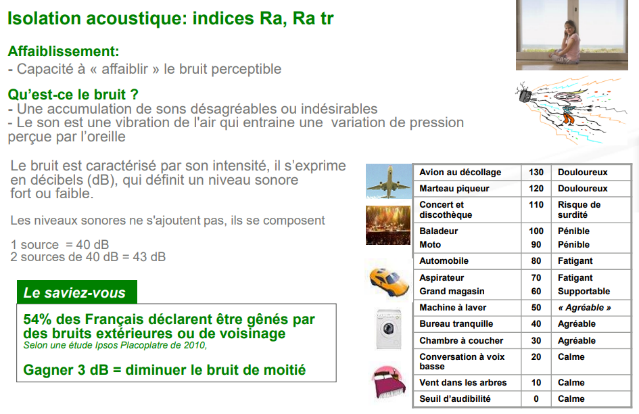 Isolation acoustique: indices Ra, Ra tr
Affaiblissement:
- Capacité à « affaiblir » le bruit perceptible
Qu'est-ce le bruit ?
- Une accumulation de sons désagréables ou indésirables
- Le son est une vibration de l'air qui entraine une variation de pression
perçue par l'oreille
Le bruit est caractérisé par son intensité, il s'exprime
en décibels (dB), qui définit un niveau sonore
fort ou faible.
Les niveaux sonores ne s'ajoutent pas, ils se composent
1 source = 40 dB
2 sources de 40 dB = 43 dB
Le saviez-vous
54% des Français déclarent être gênés par
des bruits extérieures ou de voisinage
Selon une étude Ipsos Placoplatre de 2010,
Gagner 3 dB = diminuer le bruit de moitié
Avion au décollage 130 Douloureux
Marteau piqueur 120 Douloureux
Concert et 110 Risque de
discothèque surdité
Baladeur 100 Pénible
Moto 90 Pénible
Automobile 80 Fatigant
Aspirateur 70 Fatigant
Grand magasin 60 Supportable
Machine à laver 50 « Agréable »
Bureau tranquille 40 Agréable
Chambre à coucher 30 Agréable
Conversation à voix 20 Calme
basse
Vent dans les arbres 10 Calme
Seuil d'audibilité 0 Calme